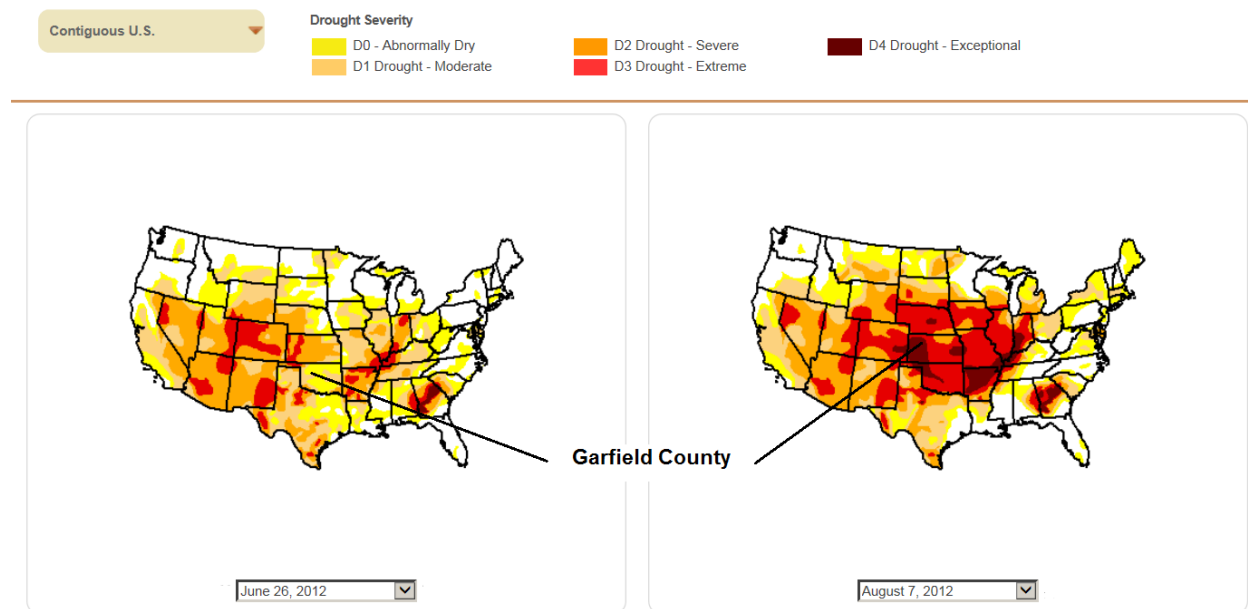 Contiguous U.S.
Drought Severity
D0 - Abnormally Dry
D2 Drought - Severe
D4 Drought - Exceptional
D1 Drought - Moderate
D3 Drought - Extreme
Garfield County
June 26, 2012
August 7, 2012